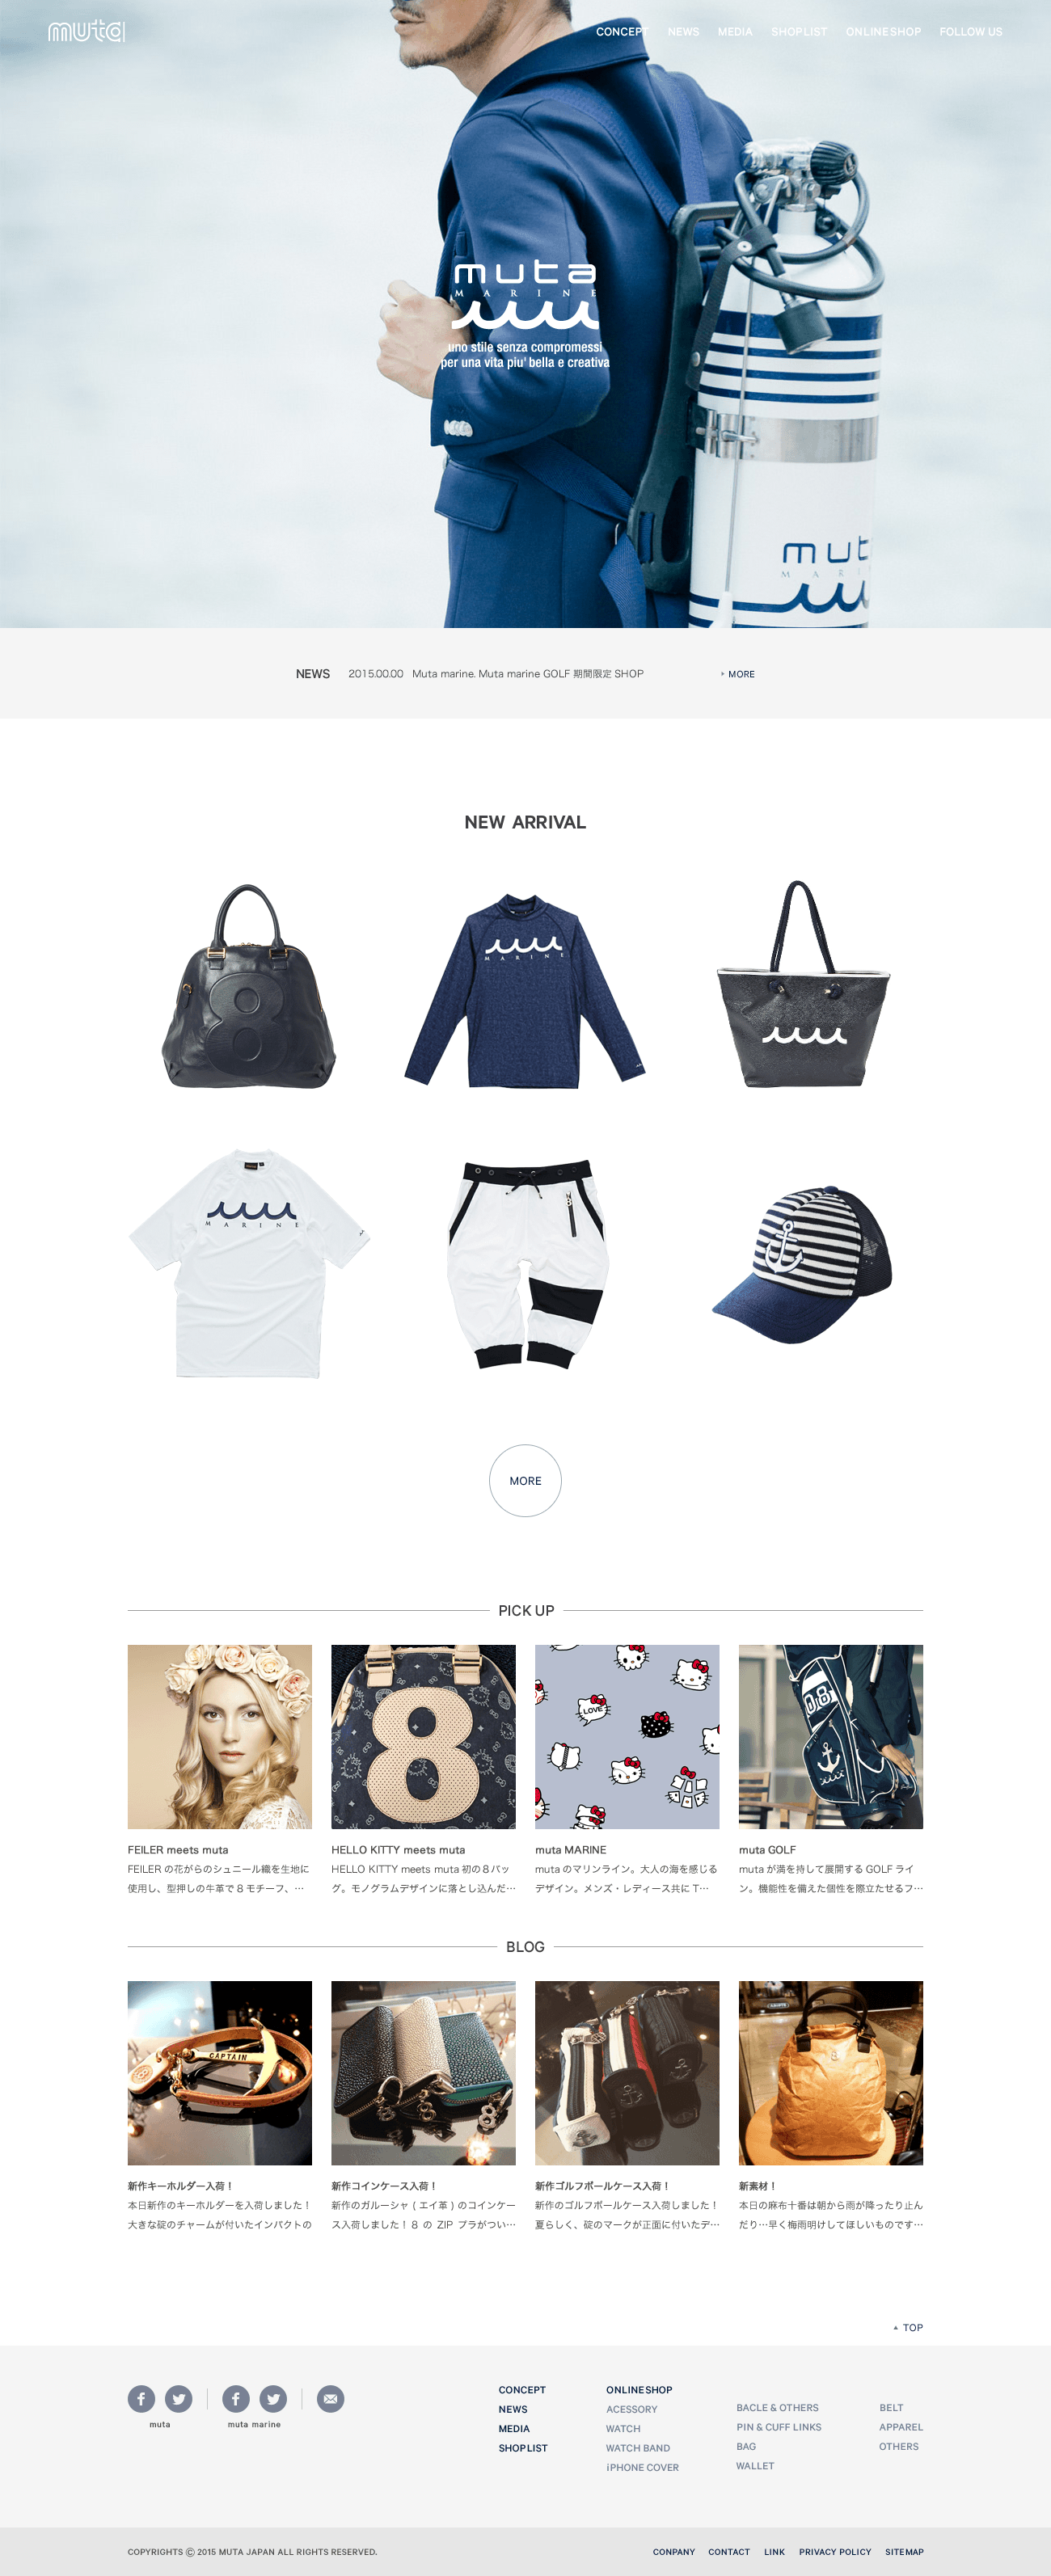 muta
CONCEPT NEWS MEDIA SHOPLIST ONLINESHOP FOLLOW US
muta
MARINE
uno stile senza compromessi
per una vita piu' bella e creativa
muta
MARINE
NEWS 2015.00.00 Muta marine. Muta marine GOLF 期間限定 SHOP MORE
NEW ARRIVAL
8
MARINE
MARINE
8
MORE
PICK UP
8
LOVE
08
FEILER meets muta
FEILER の花がらのシュニール織を生地に
使用し、型押しの牛革で 8 モチーフ、…
HELLO KITTY meets muta
HELLO KITTY meets muta 初の８バッ
グ。モノグラムデザインに落とし込んだ…
muta MARINE
muta のマリンライン。大人の海を感じる
デザイン。メンズ・レディース共に T…
muta GOLF
muta が満を持して展開する GOLF ライ
ン。機能性を備えた個性を際立たせるフ…
BLOG
CAPTAIN
新作キーホルダー入荷！
本日新作のキーホルダーを入荷しました！
大きな碇のチャームが付いたインパクトの
新作コインケース入荷！
新作のガルーシャ ( エイ革 ) のコインケー
ス入荷しました！ 8 の ZIP プラがつい…
新作ゴルフボールケース入荷！
新作のゴルフボールケース入荷しました！
夏らしく、碇のマークが正面に付いたデ…
新素材！
本日の麻布十番は朝から雨が降ったり止ん
だり…早く梅雨明けしてほしいものです…
TOP
muta
muta marine
CONCEPT
NEWS
MEDIA
SHOPLIST
ONLINESHOP
ACESSORY
WATCH
WATCH BAND
iPHONE COVER
BACLE & OTHERS
PIN & CUFF LINKS
BAG
WALLET
BELT
APPAREL
OTHERS
COPYRIGHTS © 2015 MUTA JAPAN ALL RIGHTS RESERVED.
CONPANY CONTACT LINK PRIVACY POLICY SITEMAP